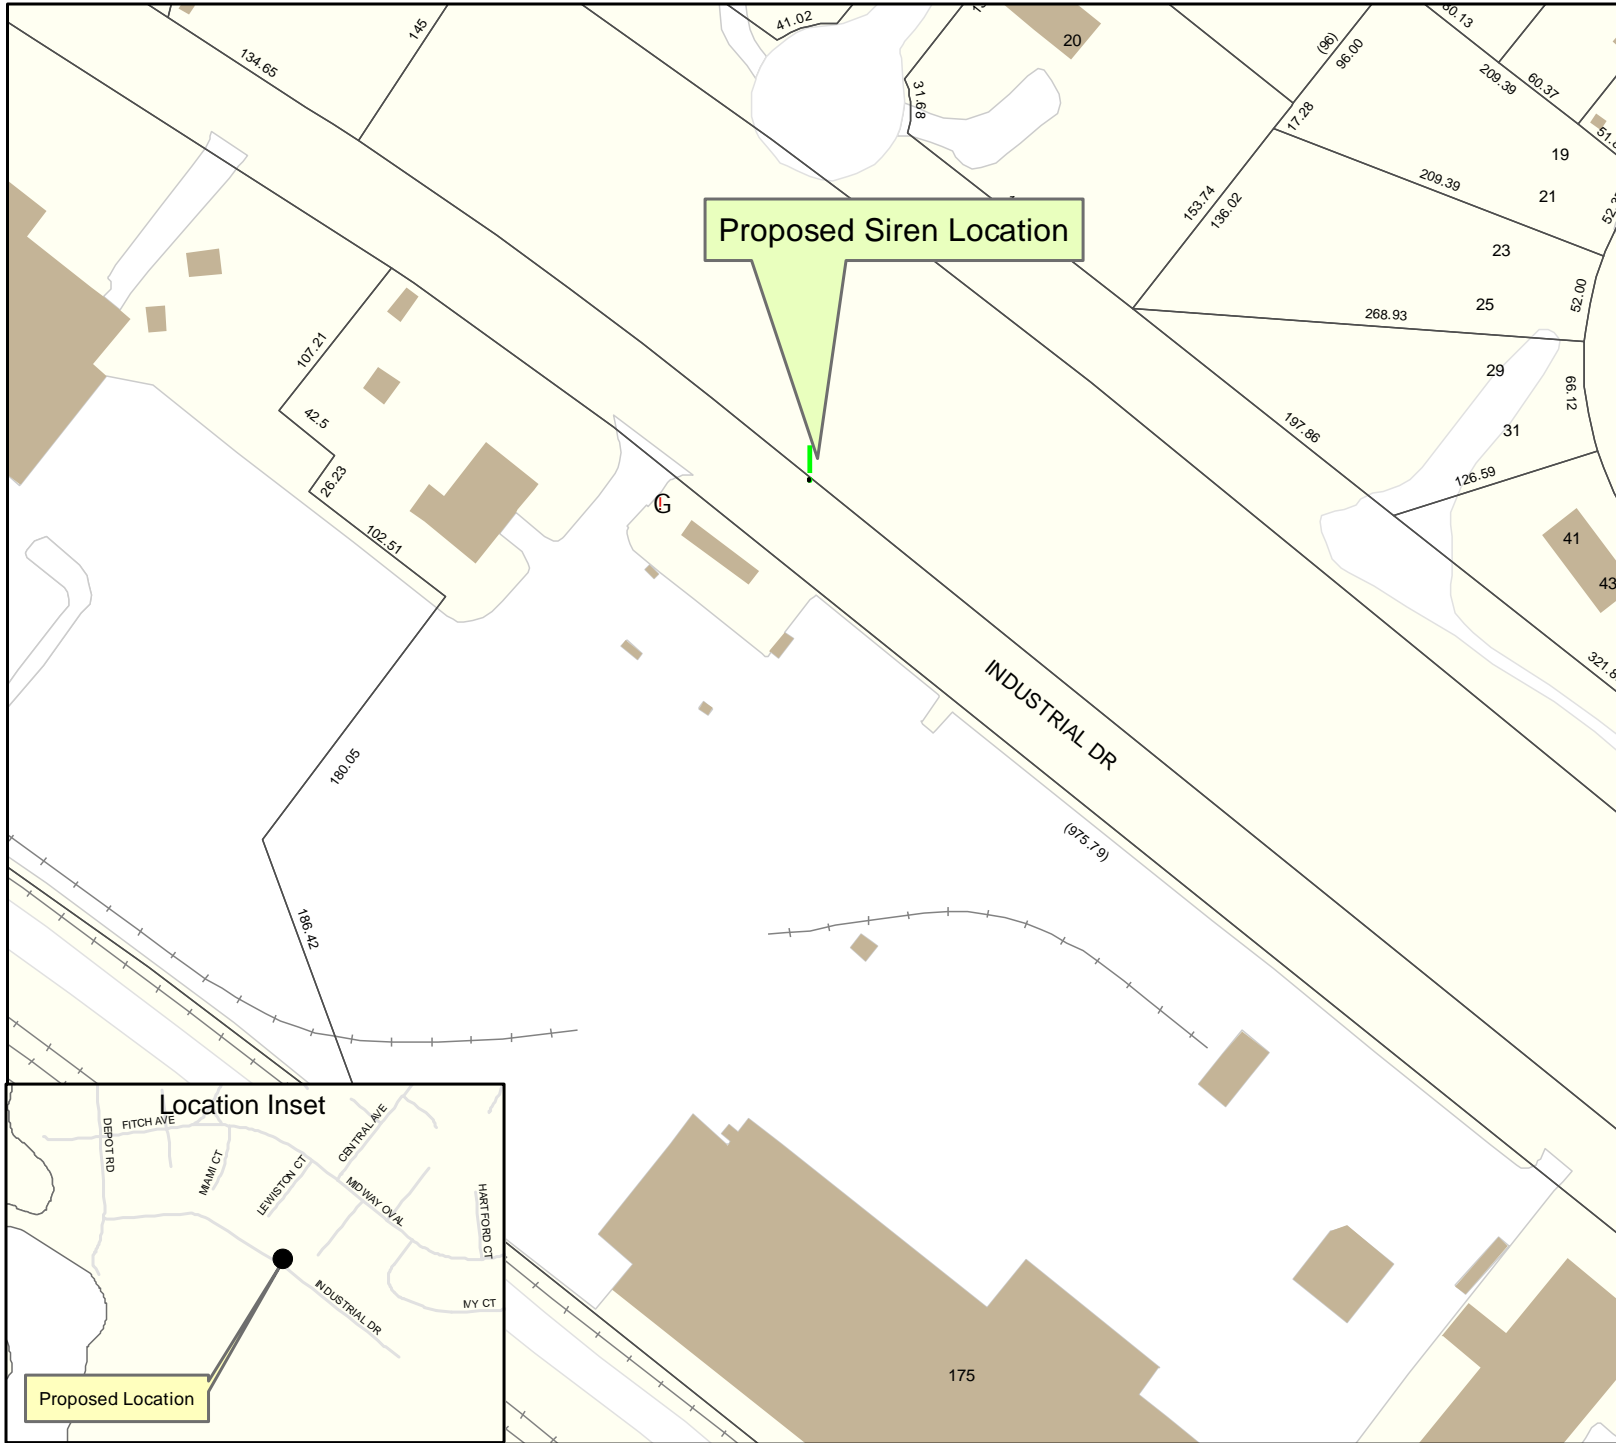 41.02
145
134.65
20
31.68
(96)
96.00
17.28
209.39
60.37
19
21
209.39
153.74
136.02
23
25
52.00
268.93
29
66.12
31
197.86
126.59
41
43
Proposed Siren Location
107.21
42.5
26.23
102.51
G
INDUSTRIAL DR
180.05
(975.79)
186.42
175
Location Inset
DEPOT RD
FITCH AVE
MIAMI CT
LEWISTON CT
CENTRAL AVE
MIDWAY OVAL
HARTFORD CT
INDUSTRIAL DR
IVY CT
Proposed Location